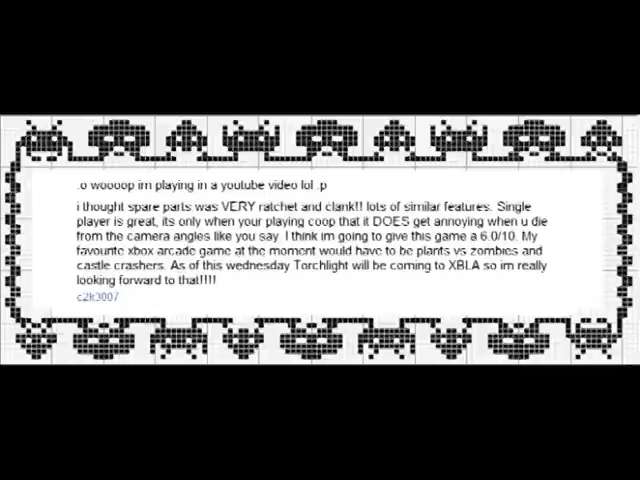 .o woooop im playing in a youtube video lol .p
i thought spare parts was VERY ratchet and clank!! lots of similar features. Single
player is great, its only when your playing coop that it DOES get annoying when u die
from the camera angles like you say. I think im going to give this game a 6.0/10. My
favourite xbox arcade game at the moment would have to be plants vs zombies and
castle crashers. As of this wednesday Torchlight will be coming to XBLA so im really
looking forward to that!!!!
c2k3007